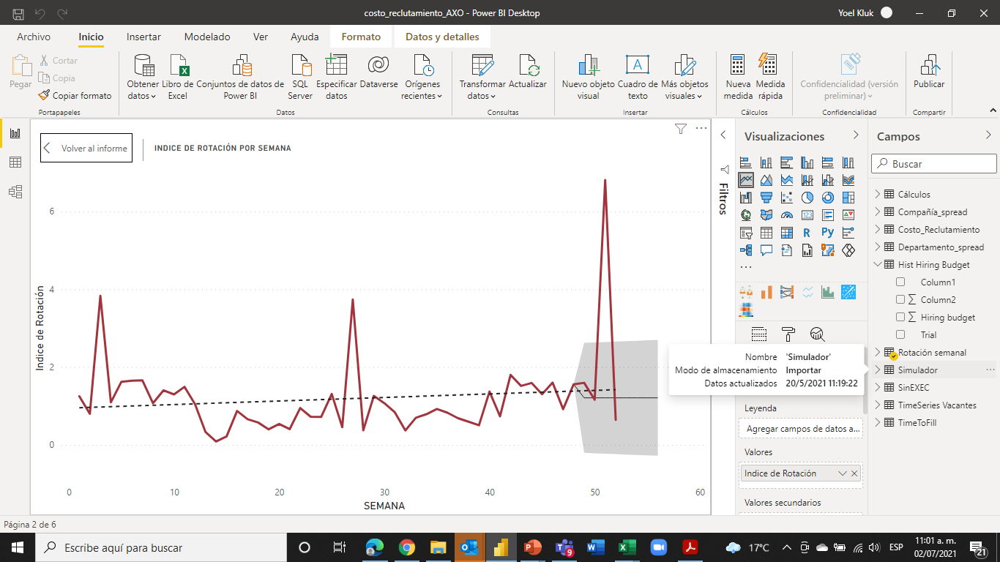 costo_reclutamiento_AXO - Power BI Desktop
Yoel Kluk
Archivo Inicio Insertar Modelado Ver Ayuda Formato Datos y detalles
Pegar
Cortar
Copia
Copiar formato
Portapapeles
Obtener datos
Libro de Excel
Conjuntos de datos de Power BI
SQL Server
Especificar datos
Dataverse
Orígenes recientes
Datos
Transformar datos
Actualizar
Consultas
Nuevo objeto visual
Cuadro de texto
Más objetos visuales
Insertar
Nueva medida
Medida rápida
Cálculos
Confidencialidad (versión preliminar)
Confidencialidad
Publicar
Compartir
Volver al informe
INDICE DE ROTACIÓN POR SEMANA
Indice de Rotación
6
4
2
0
0 10 20 30 40 50 60
SEMANA
Filtros
Visualizaciones
123
R
Py
Nombre 'Simulador'
Modo de almacenamiento Importar
Datos actualizados 20/5/2021 11:19:22
Leyenda
Agregar campos de datos a...
Valores
Indice de Rotación
Valores secundarios
Campos
Buscar
Cálculos
Compañía_spread
Costo_Reclutamiento
Departamento_spread
Hist Hiring Budget
Column1
Column2
Hiring budget
Trial
Rotación semanal
Simulador
SinEXEC
TimeSeries Vacantes
TimeToFill
Página 2 de 6
Escribe aquí para buscar
9
17°C
ESP
11:01 a. m.
02/07/2021
21